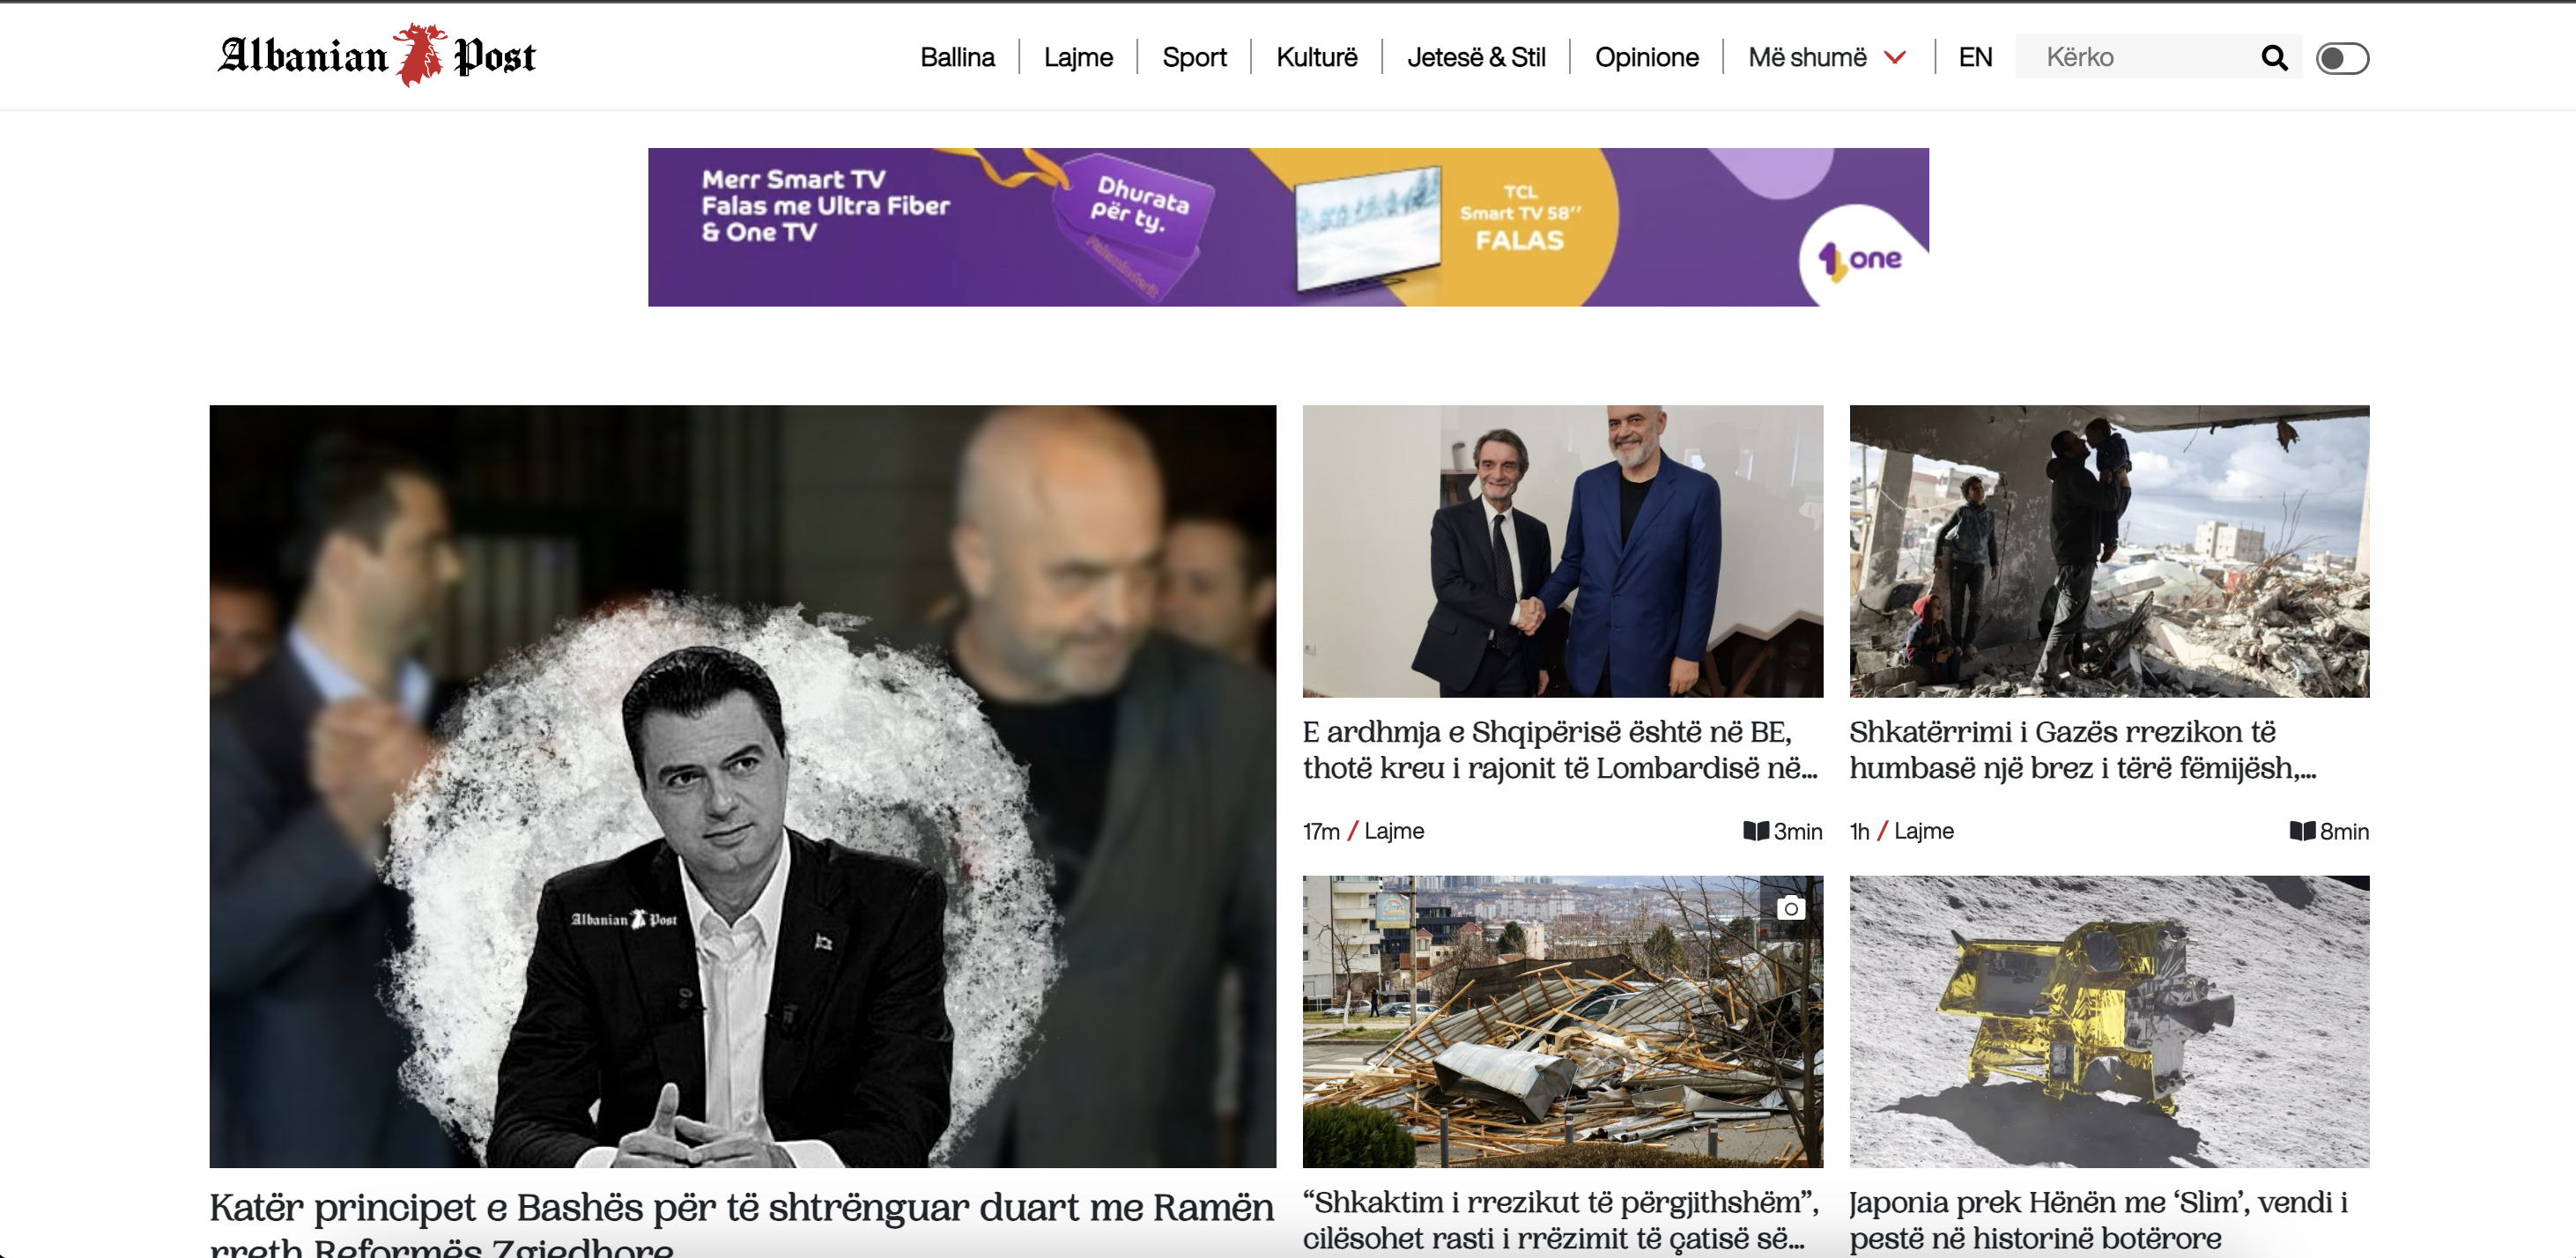 Albanian Post
Ballina
Lajme
Sport
Kulturë
Jetesë & Stil
Opinione
Më shumë
EN
Kërko
Merr Smart TV
Falas me Ultra Fiber
& One TV
Dhurata
për ty.
Faleminderit
TCL
Smart TV 58’’
FALAS
one
Albanian Post
Katër principet e Bashës për të shtrënguar duart me Ramën
rreth Reformës Zgjedhore
E ardhmja e Shqipërisë është në BE,
thotë kreu i rajonit të Lombardisë në...
17m / Lajme
3min
Shkatërrimi i Gazës rrezikon të
humbasë një brez i tërë fëmijësh,...
1h / Lajme
8min
“Shkaktim i rrezikut të përgjithshëm”,
cilësohet rasti i rrëzimit të çatisë së...
Japonia prek Hënën me ‘Slim’, vendi i
pestë në historinë botërore